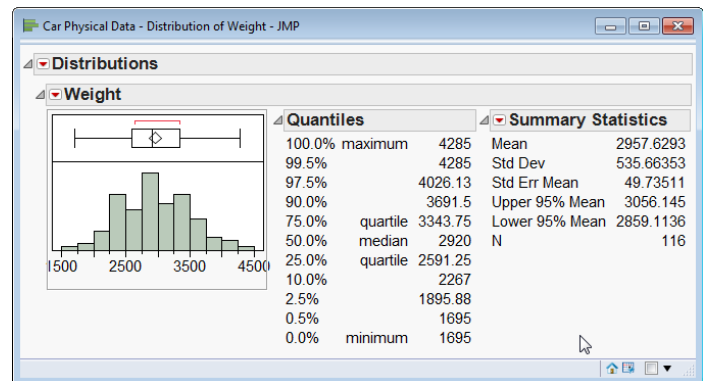 Car Physical Data - Distribution of Weight - JMP
Distributions
Weight
1500 2500 3500 4500
Quantiles
100.0% maximum 4285
99.5% 4285
97.5% 4026.13
90.0% 3691.5
75.0% quartile 3343.75
50.0% median 2920
25.0% quartile 2591.25
10.0% 2267
2.5% 1895.88
0.5% 1695
0.0% minimum 1695
Summary Statistics
Mean 2957.6293
Std Dev 535.66353
Std Err Mean 49.73511
Upper 95% Mean 3056.145
Lower 95% Mean 2859.1136
N 116